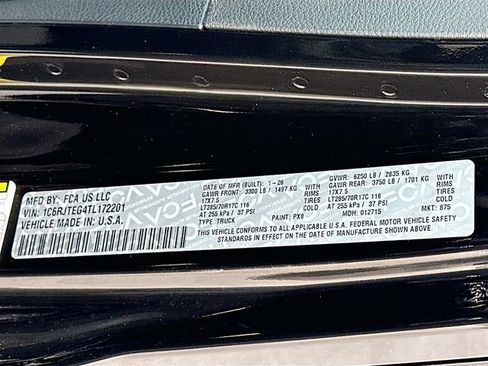 MFD BY: FCA US LLC
VIN: 1C6RJTEG4TL172201
VEHICLE MADE IN: U.S.A.
DATE OF MFR (BUILT): 1-26
GAWR FRONT: 3300 LB / 1497 KG WITH
17X7.5 RIMS
TIRES
LT285/70R17C 116 COLD
AT 255 kPa / 37 PSI
TYPE: TRUCK PAINT: PX8
GVWR: 6250 LB / 2835 KG
GAWR REAR: 3750 LB / 1701 KG WITH
17X7.5 RIMS
TIRES
LT285/70R17C 116 COLD
AT 255 kPa / 37 PSI
MDH: 012715 MKT: 875
THIS VEHICLE CONFORMS TO ALL APPLICABLE U.S.A. FEDERAL MOTOR VEHICLE SAFETY
STANDARDS IN EFFECT ON THE DATE OF MANUFACTURE SHOWN ABOVE.